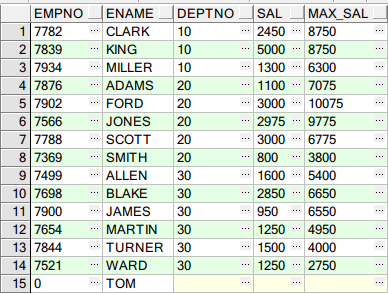 EMPNO ENAME DEPTNO SAL MAX_SAL
1 7782 CLARK 10 2450 8750
2 7839 KING 10 5000 8750
3 7934 MILLER 10 1300 6300
4 7876 ADAMS 20 1100 7075
5 7902 FORD 20 3000 10075
6 7566 JONES 20 2975 9775
7 7788 SCOTT 20 3000 6775
8 7369 SMITH 20 800 3800
9 7499 ALLEN 30 1600 5400
10 7698 BLAKE 30 2850 6650
11 7900 JAMES 30 950 6550
12 7654 MARTIN 30 1250 4950
13 7844 TURNER 30 1500 4000
14 7521 WARD 30 1250 2750
15 0 TOM